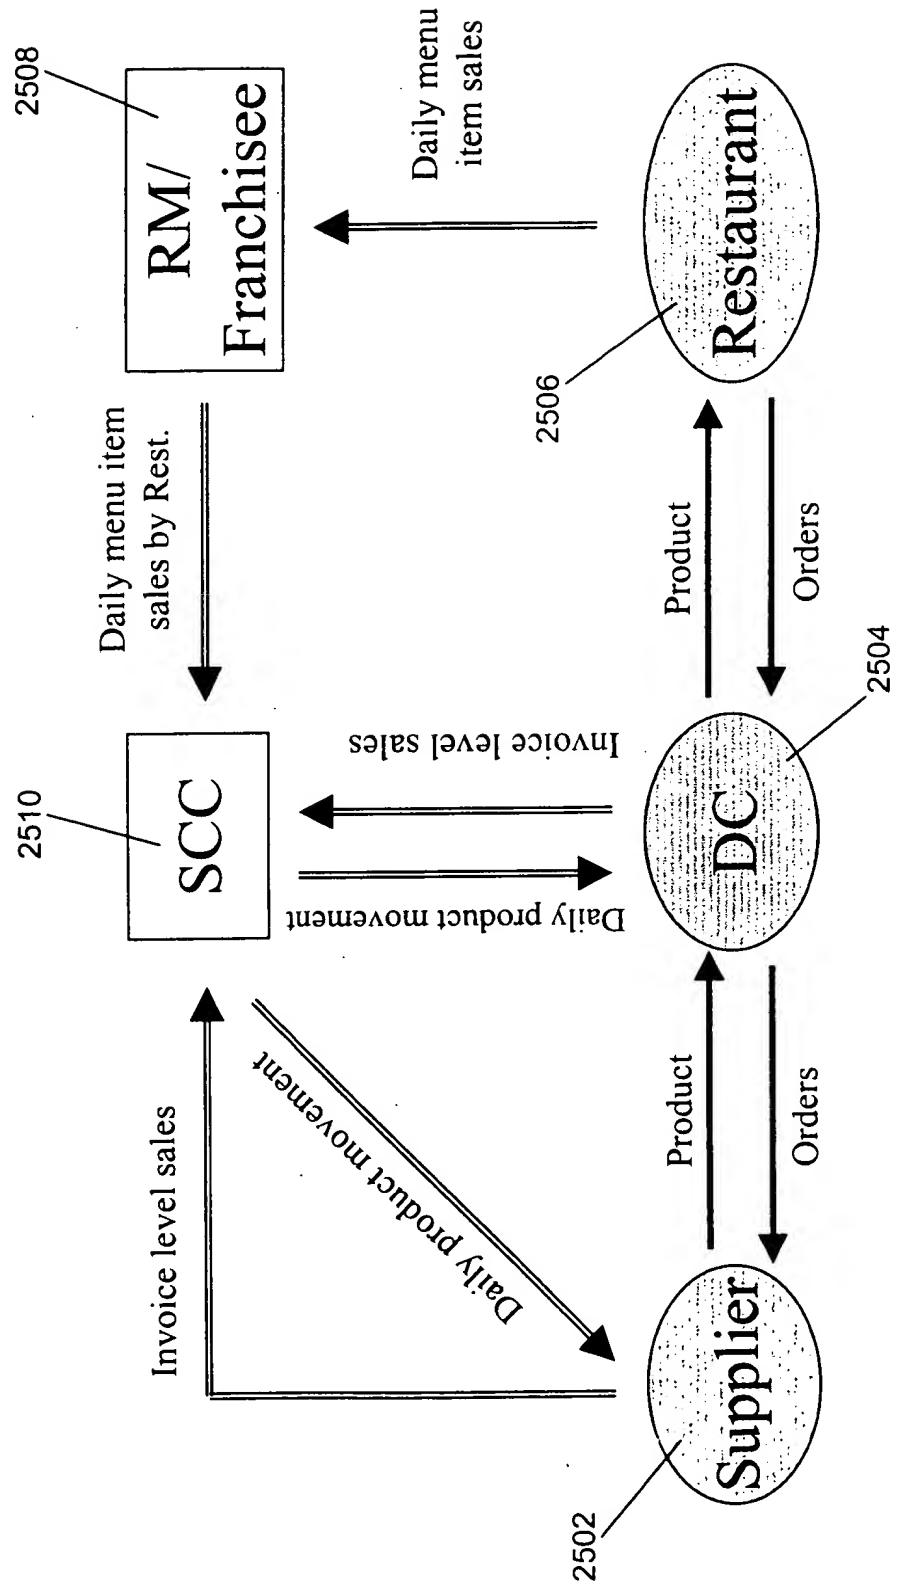 2510
2508
SCC
RM/
Franchisee
Daily menu item
sales by Rest.
Invoice level sales
Daily product movement
Daily product movement
Invoice level sales
Daily menu
item sales
2502
2506
Supplier
Product
Orders
DC
2504
Product
Orders
Restaurant